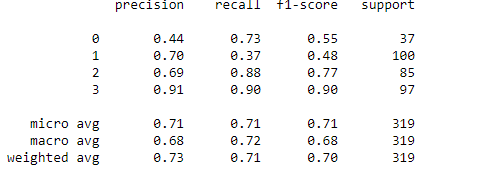 precision recall f1-score support
0 0.44 0.73 0.55 37
1 0.70 0.37 0.48 100
2 0.69 0.88 0.77 85
3 0.91 0.90 0.90 97
micro avg 0.71 0.71 0.71 319
macro avg 0.68 0.72 0.68 319
weighted avg 0.73 0.71 0.70 319